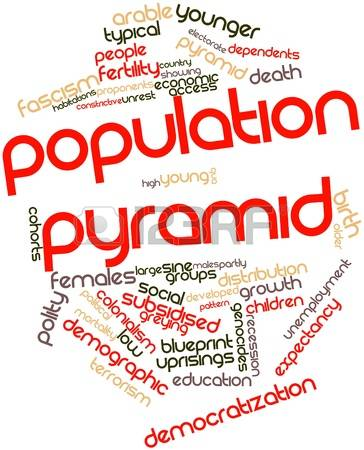 arable younger
typical electorate
people pyramid dependents
fertility country
showing death
fascism economic
habitations proponents access
constrictive unrest
population
high young
pyramid
cohorts birth
older
females large sine males partly
groups distribution
polity political social developed growth
colonialism subsidised pattern children
mortality greying unemployment
low genocides recession
demographic blueprint expectancy
uprisings
terrorism education
democratization
123RF